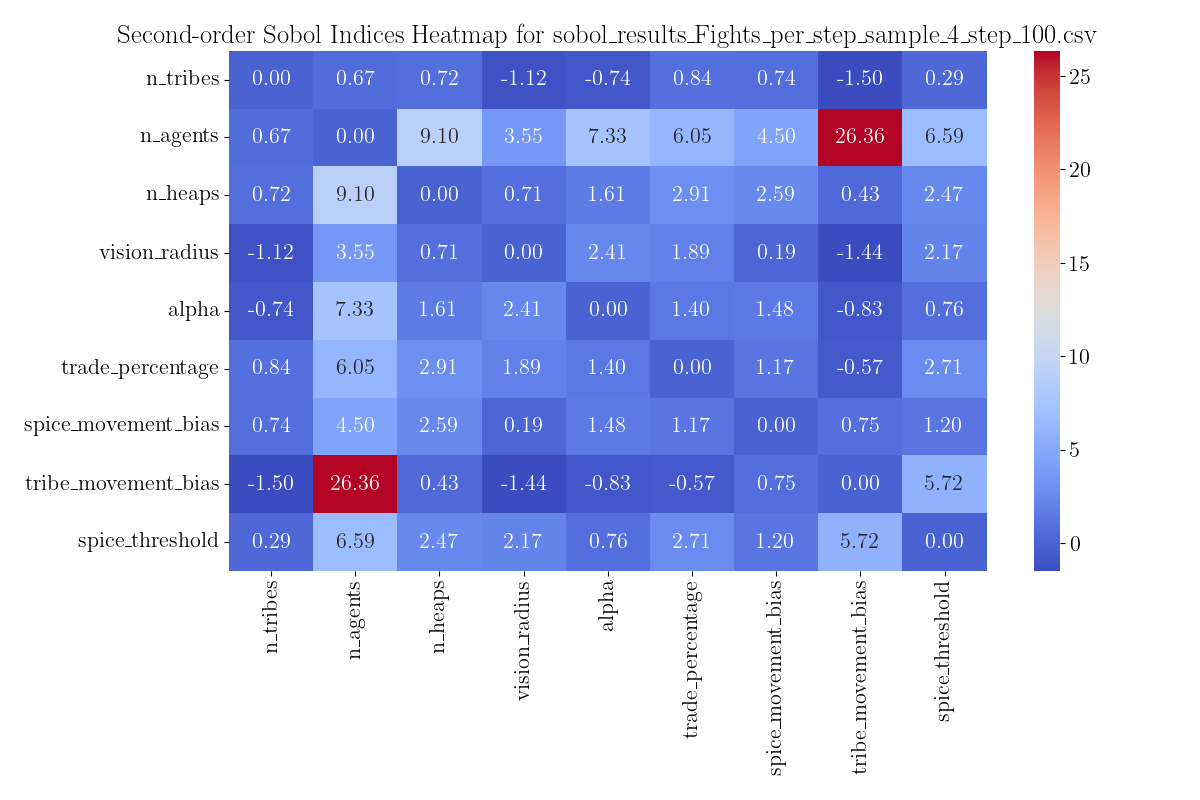 Second-order Sobol Indices Heatmap for sobol_results_Fights_per_step_sample_4_step_100.csv
n_tribes 0.00 0.67 0.72 -1.12 -0.74 0.84 0.74 -1.50 0.29
n_agents 0.67 0.00 9.10 3.55 7.33 6.05 4.50 26.36 6.59
n_heaps 0.72 9.10 0.00 0.71 1.61 2.91 2.59 0.43 2.47
vision_radius -1.12 3.55 0.71 0.00 2.41 1.89 0.19 -1.44 2.17
alpha -0.74 7.33 1.61 2.41 0.00 1.40 1.48 -0.83 0.76
trade_percentage 0.84 6.05 2.91 1.89 1.40 0.00 1.17 -0.57 2.71
spice_movement_bias 0.74 4.50 2.59 0.19 1.48 1.17 0.00 0.75 1.20
tribe_movement_bias -1.50 26.36 0.43 -1.44 -0.83 -0.57 0.75 0.00 5.72
spice_threshold 0.29 6.59 2.47 2.17 0.76 2.71 1.20 5.72 0.00
n_tribes
n_agents
n_heaps
vision_radius
alpha
trade_percentage
spice_movement_bias
tribe_movement_bias
spice_threshold
25
20
15
10
5
0